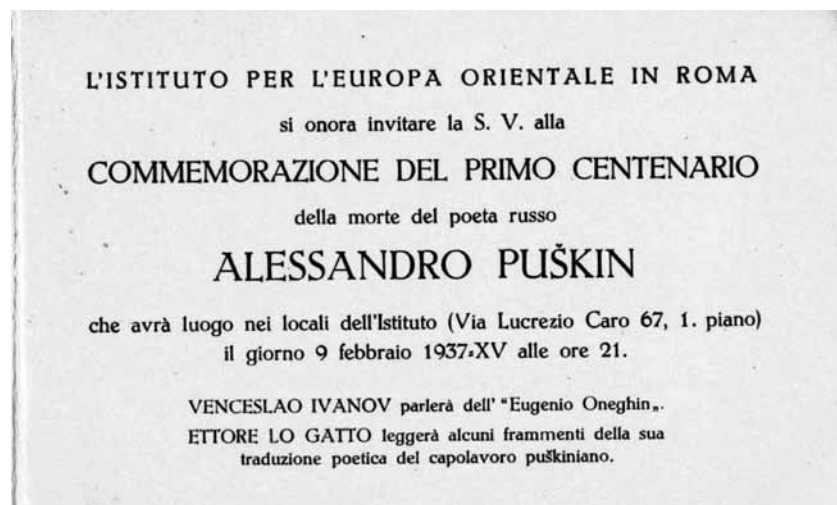 L'ISTITUTO PER L'EUROPA ORIENTALE IN ROMA
si onora invitare la S. V. alla
COMMEMORAZIONE DEL PRIMO CENTENARIO
della morte del poeta russo
ALESSANDRO PUŠKIN
che avrà luogo nei locali dell'Istituto (Via Lucrezio Caro 67, 1. piano)
il giorno 9 febbraio 1937-XV alle ore 21.
VENCESLAO IVANOV parlerà dell' "Eugenio Oneghin„.
ETTORE LO GATTO leggerà alcuni frammenti della sua
traduzione poetica del capolavoro puškiniano.